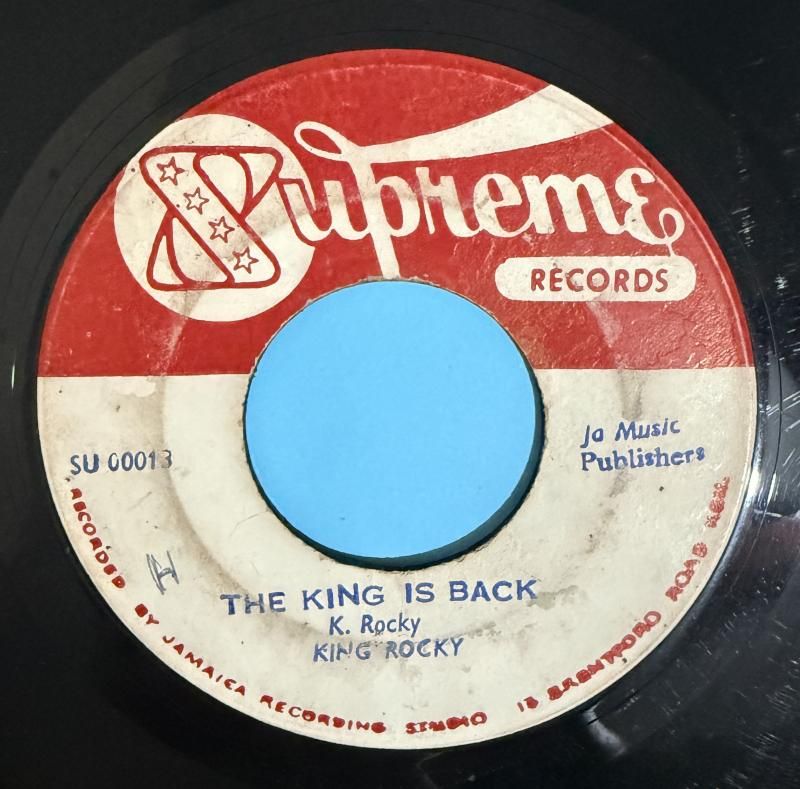 Supreme
RECORDS
SU 00013
Ja Music
Publishers
THE KING IS BACK
K. Rocky
KING ROCKY
RECORDED BY JAMAICA RECORDING STUDIO 13 BRENTFORD ROAD KGN.
H